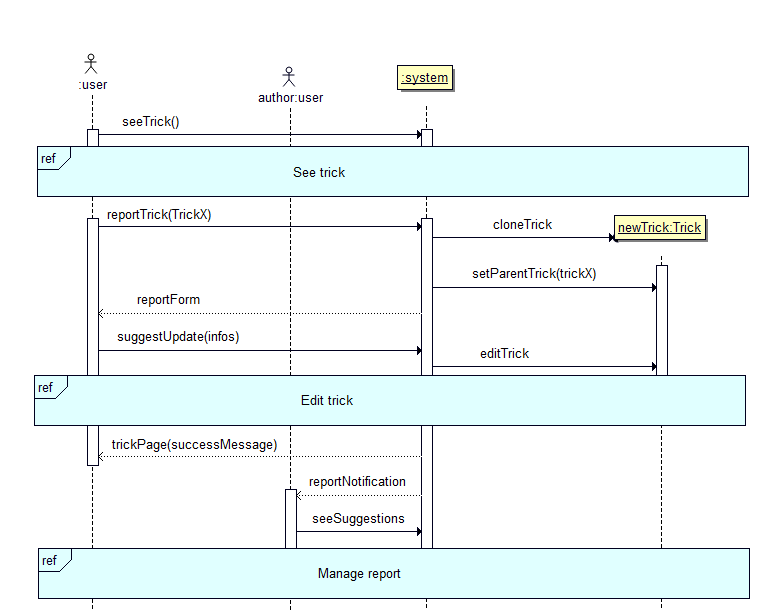 :user
author:user
:system
seeTrick()
ref
See trick
reportTrick(TrickX)
cloneTrick
newTrick:Trick
setParentTrick(trickX)
reportForm
suggestUpdate(infos)
editTrick
ref
Edit trick
trickPage(successMessage)
reportNotification
seeSuggestions
ref
Manage report